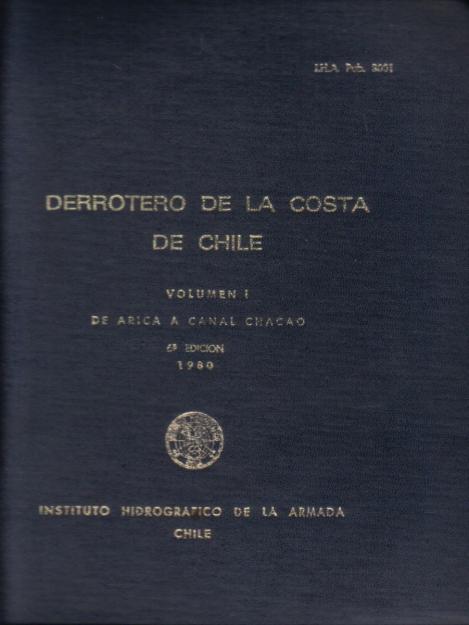 I.H.A. Pub. 3001
DERROTERO DE LA COSTA
DE CHILE
VOLUMEN I
DE ARICA A CANAL CHACAO
6ª EDICION
1980
INSTITUTO HIDROGRAFICO DE LA ARMADA
CHILE